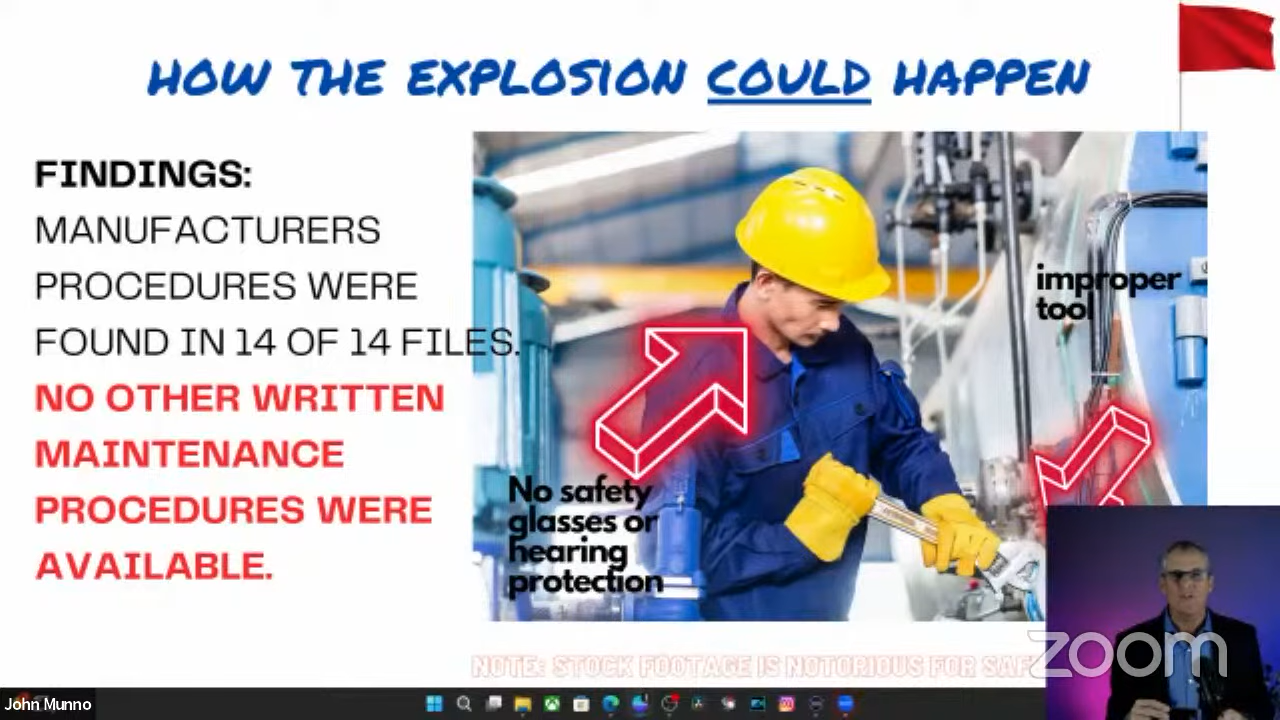 HOW THE EXPLOSION COULD HAPPEN
FINDINGS:
MANUFACTURERS
PROCEDURES WERE
FOUND IN 14 OF 14 FILES.
NO OTHER WRITTEN
MAINTENANCE
PROCEDURES WERE
AVAILABLE.
improper
tool
No safety
glasses or
hearing
protection
NOTE: STOCK FOOTAGE IS NOTORIOUS FOR
zoom
John Munno